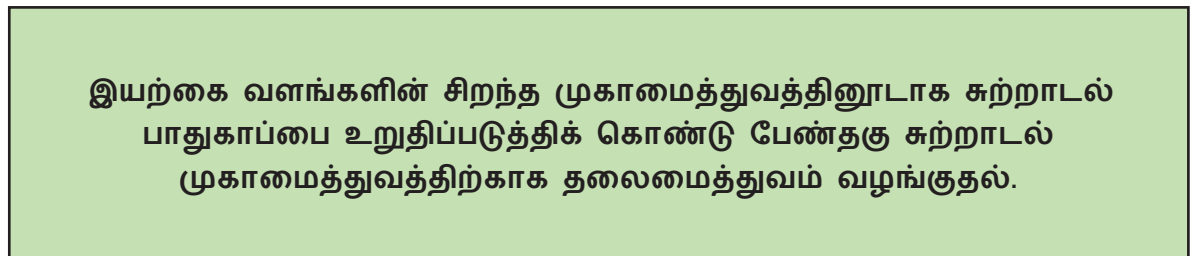 இயற்கை வளங்களின் சிறந்த முகாமைத்துவத்தினூடாக சுற்றாடல்
பாதுகாப்பை உறுதிப்படுத்திக் கொண்டு பேண்தகு சுற்றாடல்
முகாமைத்துவத்திற்காக தலைமைத்துவம் வழங்குதல்.